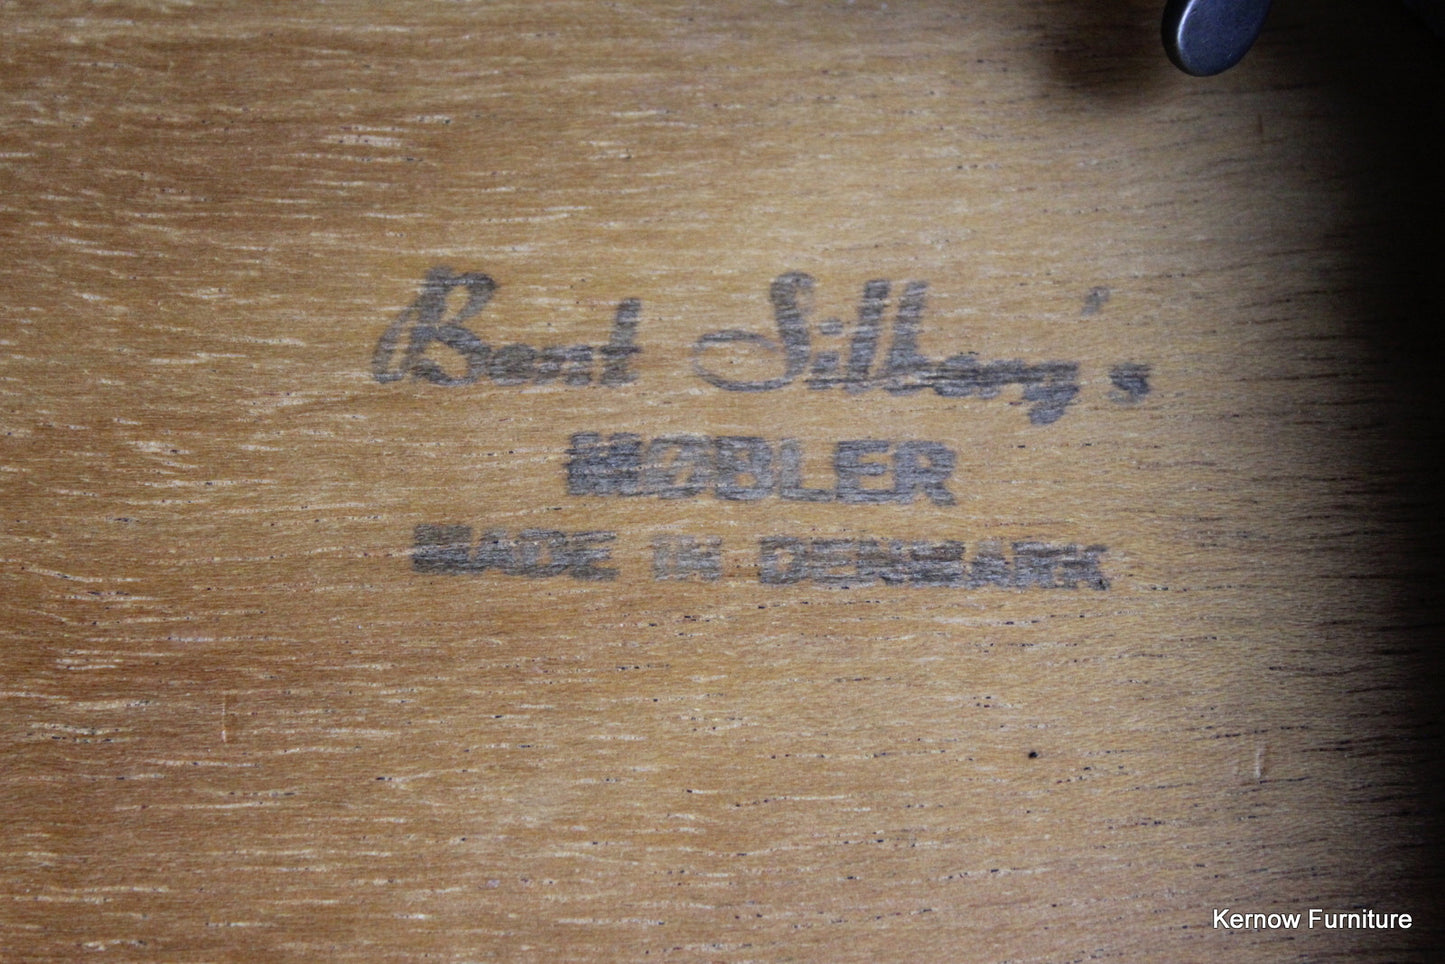 Bent Silberg's
MØBLER
MADE IN DENMARK
Kernow Furniture